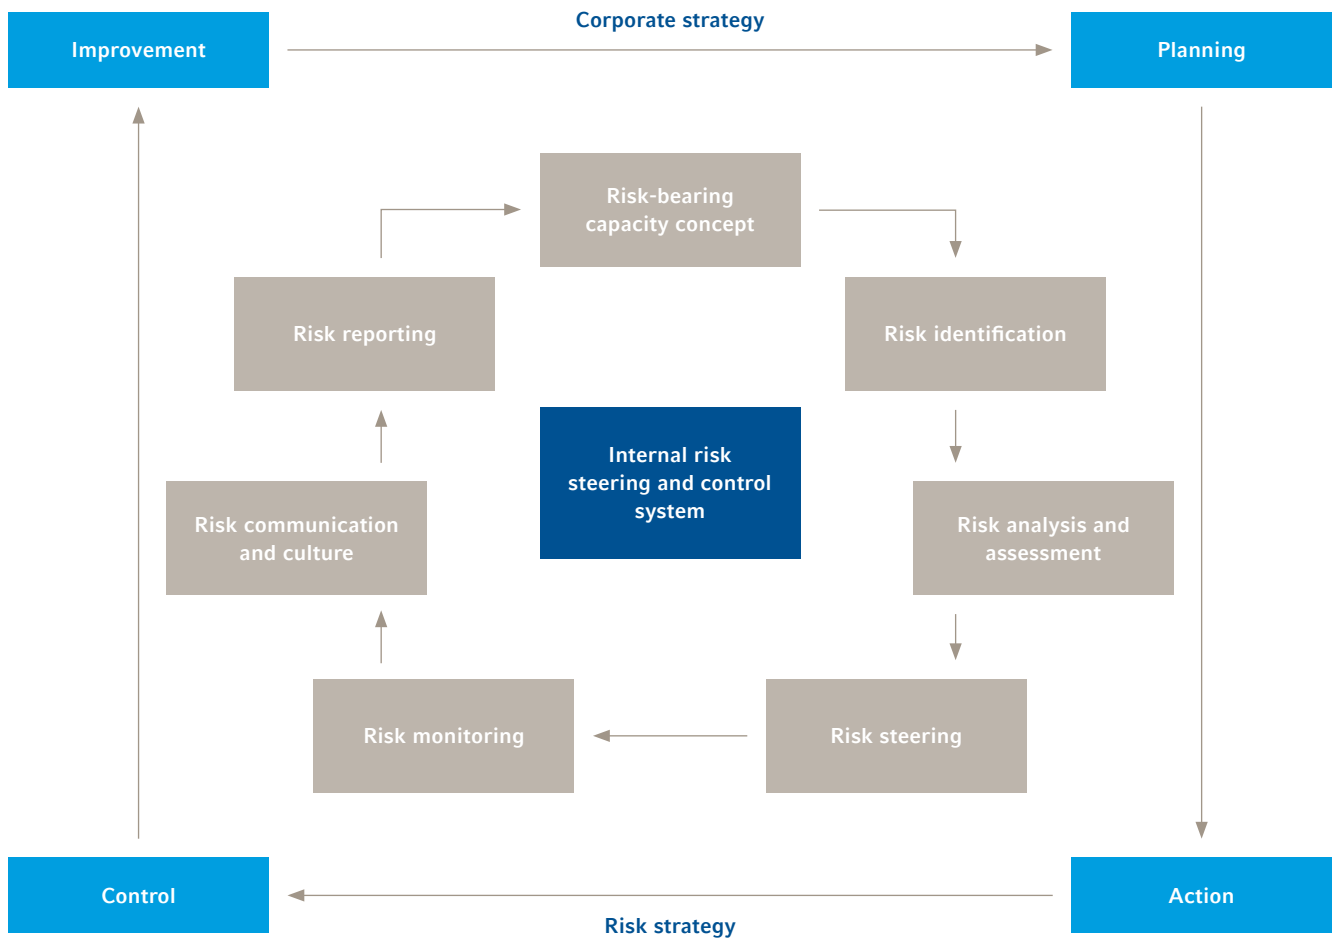 Corporate strategy
Improvement
Planning
Risk-bearing
capacity concept
Risk reporting
Risk identification
Internal risk
steering and control
system
Risk communication
and culture
Risk analysis and
assessment
Risk monitoring
Risk steering
Control
Action
Risk strategy